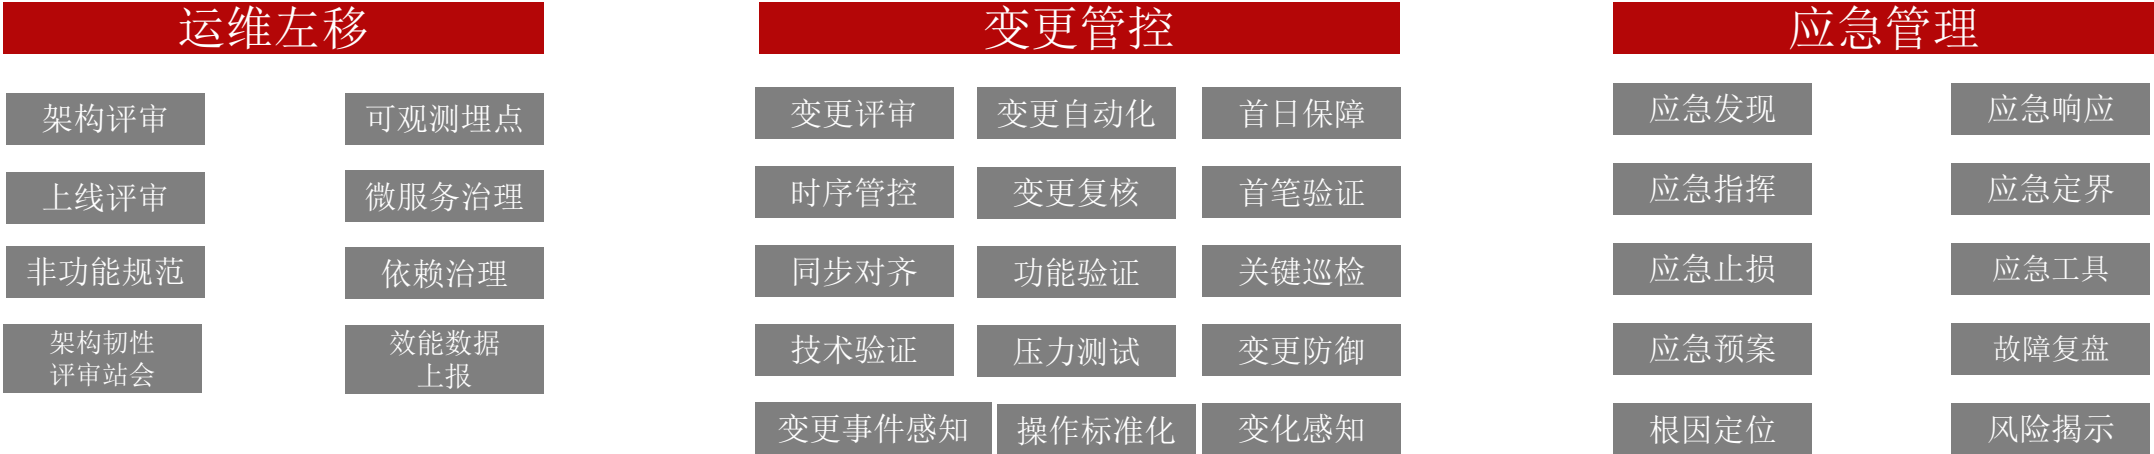 运维左移
架构评审
可观测埋点
上线评审
微服务治理
非功能规范
依赖治理
架构韧性
评审站会
效能数据
上报
变更管控
变更评审
变更自动化
首日保障
时序管控
变更复核
首笔验证
同步对齐
功能验证
关键巡检
技术验证
压力测试
变更防御
变更事件感知
操作标准化
变化感知
应急管理
应急发现
应急响应
应急指挥
应急定界
应急止损
应急工具
应急预案
故障复盘
根因定位
风险揭示